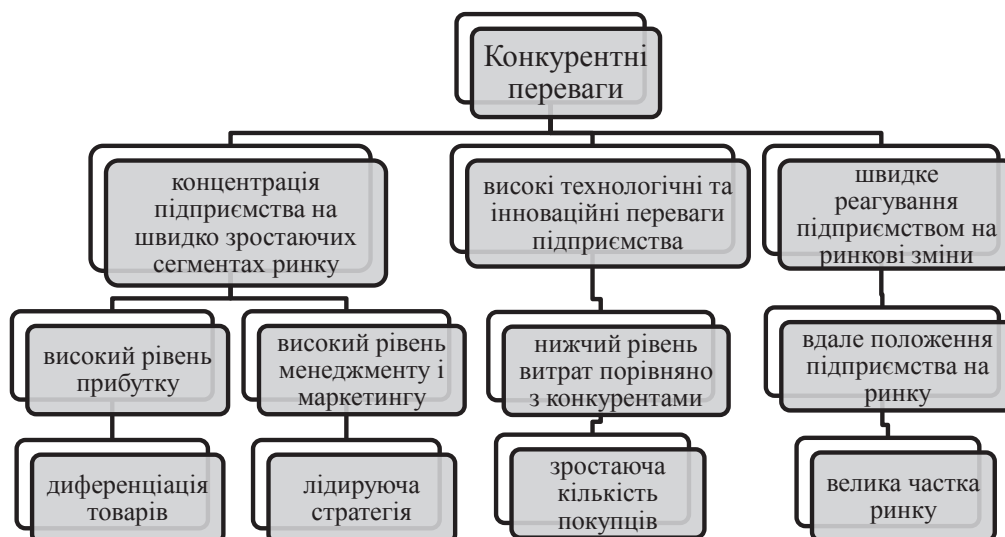 Конкурентні
переваги
концентрація
підприємства на
швидко зростаючих
сегментах ринку
високі технологічні та
інноваційні переваги
підприємства
швидке
реагування
підприємством на
ринкові зміни
високий рівень
прибутку
високий рівень
менеджменту і
маркетингу
нижчий рівень
витрат порівняно
з конкурентами
вдале положення
підприємства на
ринку
диференціація
товарів
лідируюча
стратегія
зростаюча
кількість
покупців
велика частка
ринку